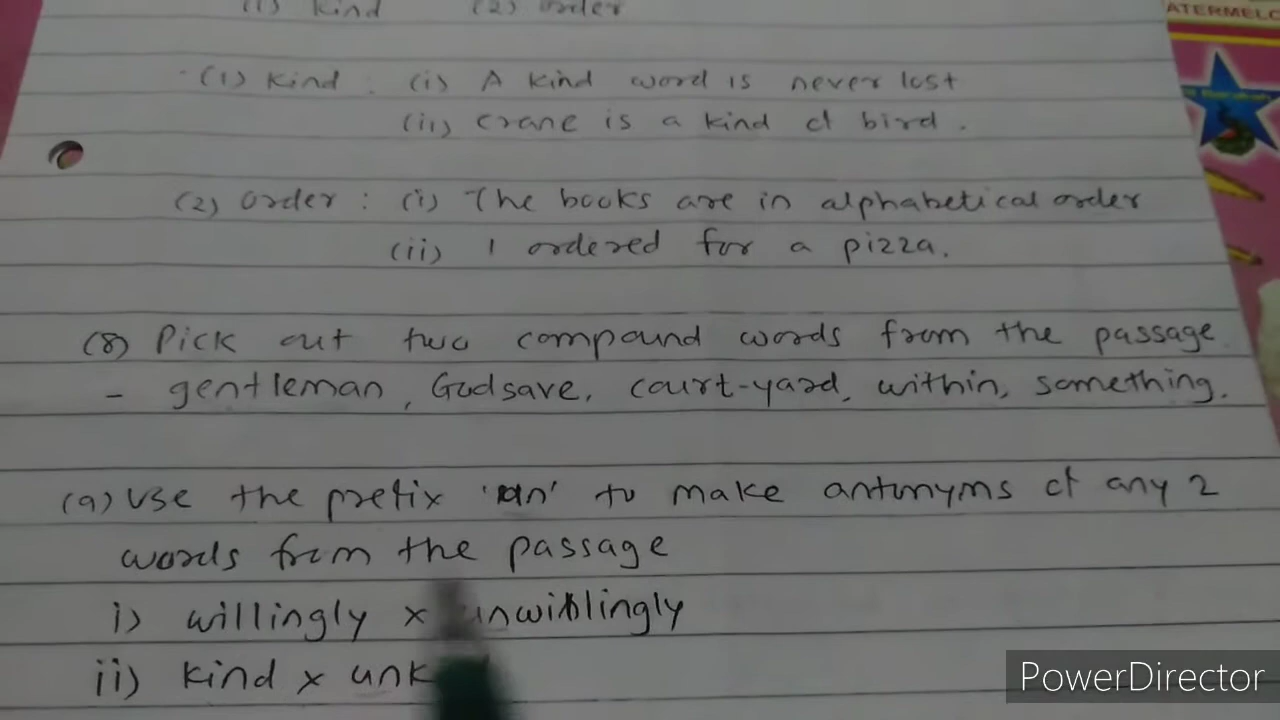 (1) Kind (2) order
(1) Kind : (i) A kind word is never lost
(ii) crane is a kind of bird.
(2) order : (i) The books are in alphabetical order
(ii) I ordered for a pizza.
(8) Pick out two compound words from the passage
- gentleman, Godsave, court-yard, within, something.
(9) Use the prefix 'un' to make antonyms of any 2
words from the passage
i) willingly x unwillingly
ii) kind x unk
ATERMELO
PowerDirector